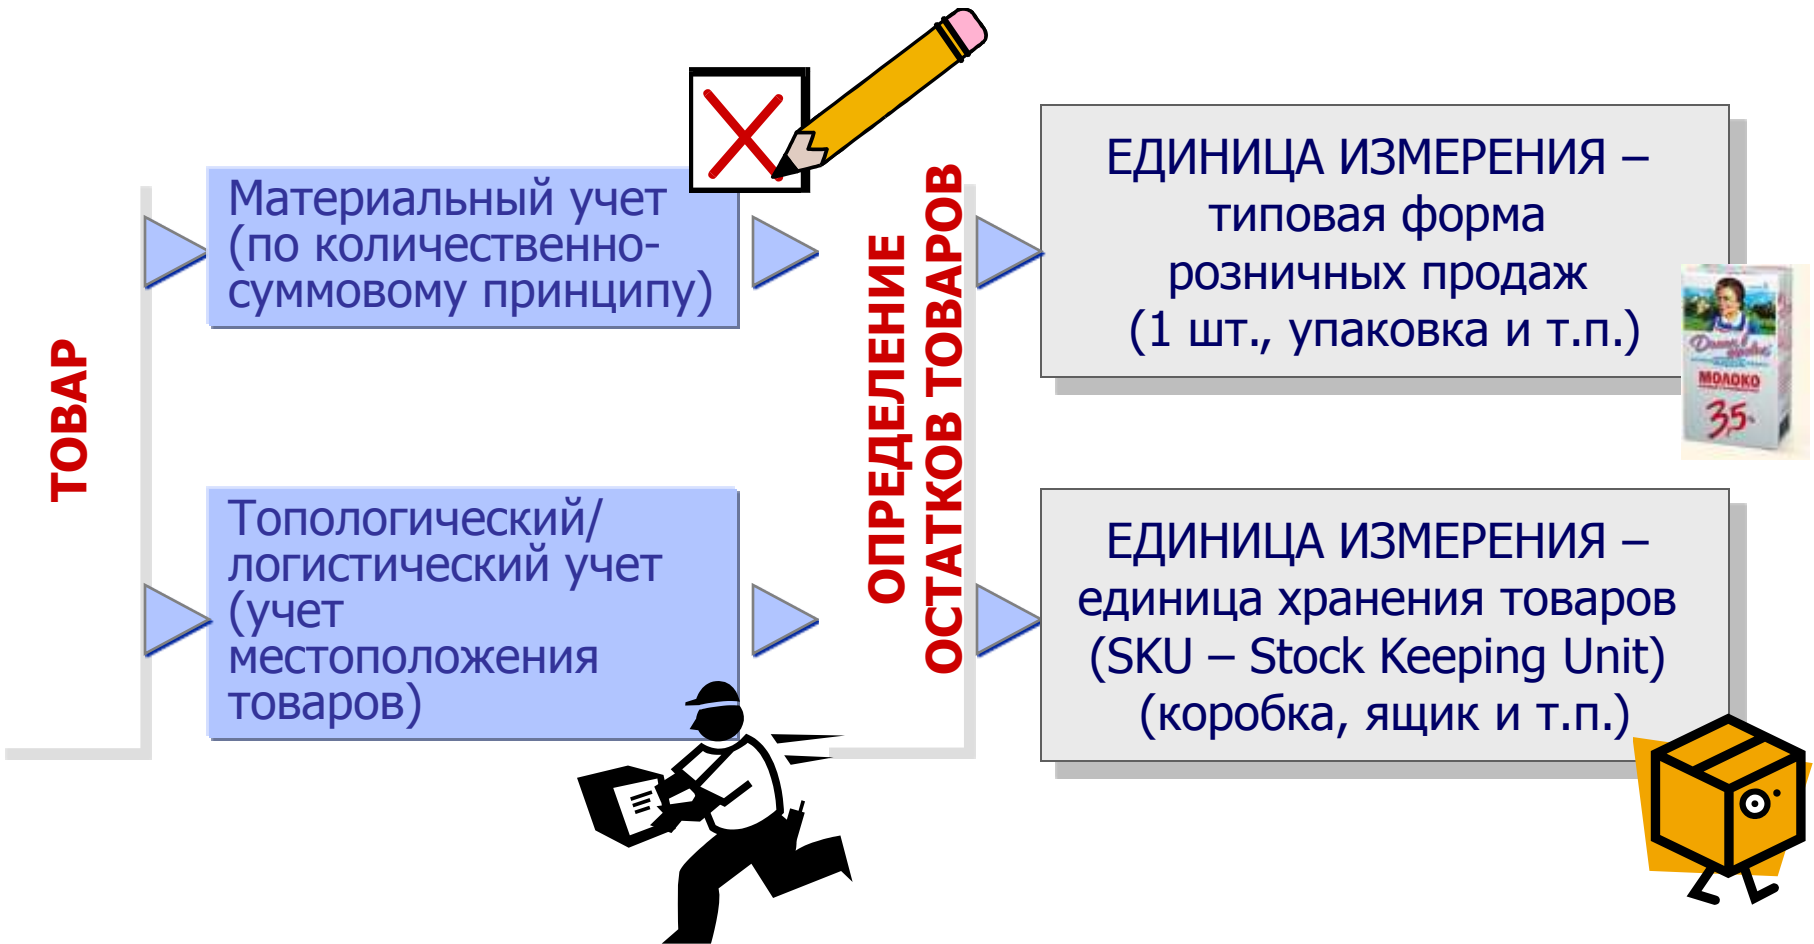 ТОВАР
Материальный учет
(по количественно-
суммовому принципу)
Топологический/
логистический учет
(учет
местоположения
товаров)
ОПРЕДЕЛЕНИЕ
ОСТАТКОВ ТОВАРОВ
ЕДИНИЦА ИЗМЕРЕНИЯ –
типовая форма
розничных продаж
(1 шт., упаковка и т.п.)
МОЛОКО
3,5
ЕДИНИЦА ИЗМЕРЕНИЯ –
единица хранения товаров
(SKU – Stock Keeping Unit)
(коробка, ящик и т.п.)